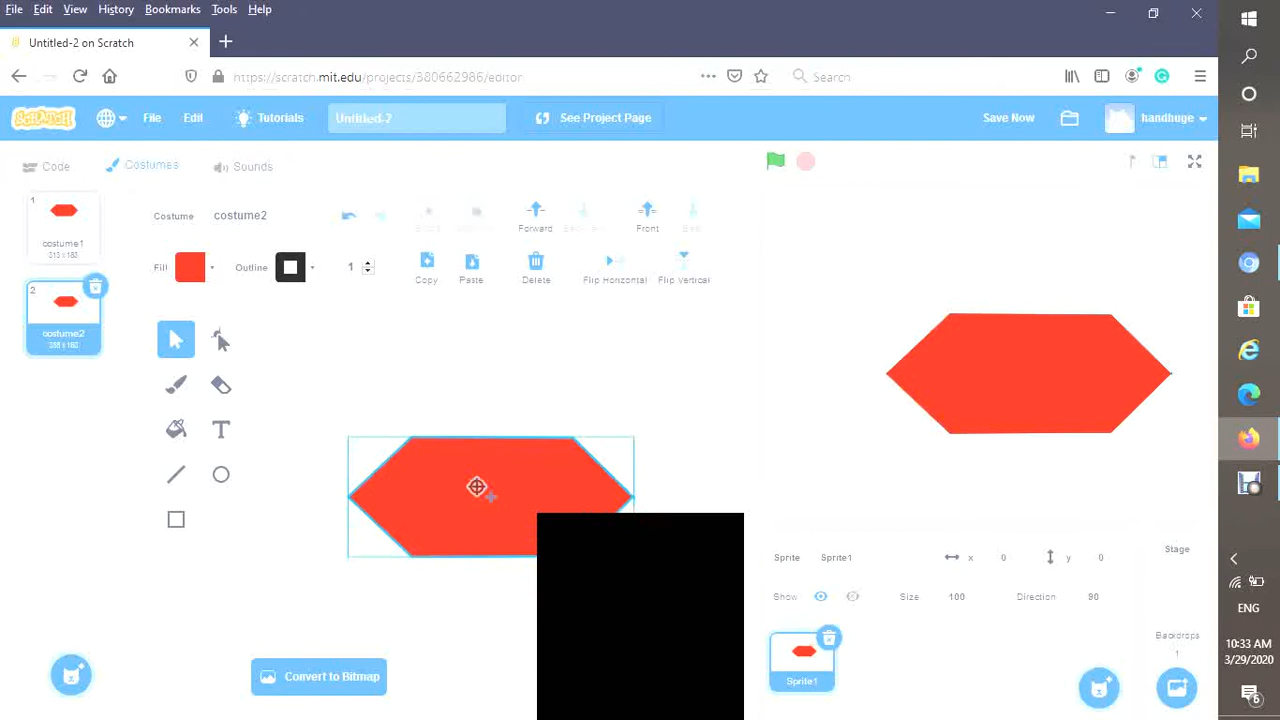 File Edit View History Bookmarks Tools Help
Untitled-2 on Scratch
https://scratch.mit.edu/projects/380662986/editor
Search
SCRATCH File Edit Tutorials Untitled-2 See Project Page Save Now handhuge
Code Costumes Sounds
1
costume1
2
costume2
Costume costume2
Forward Front
Fill Outline 1
Copy Paste Delete Flip Horizontal Flip Vertical
T
Convert to Bitmap
Sprite Sprite1 x 0 y 0
Show Size 100 Direction 90
Sprite1
Stage
Backdrops
1
ENG
10:33 AM
3/29/2020